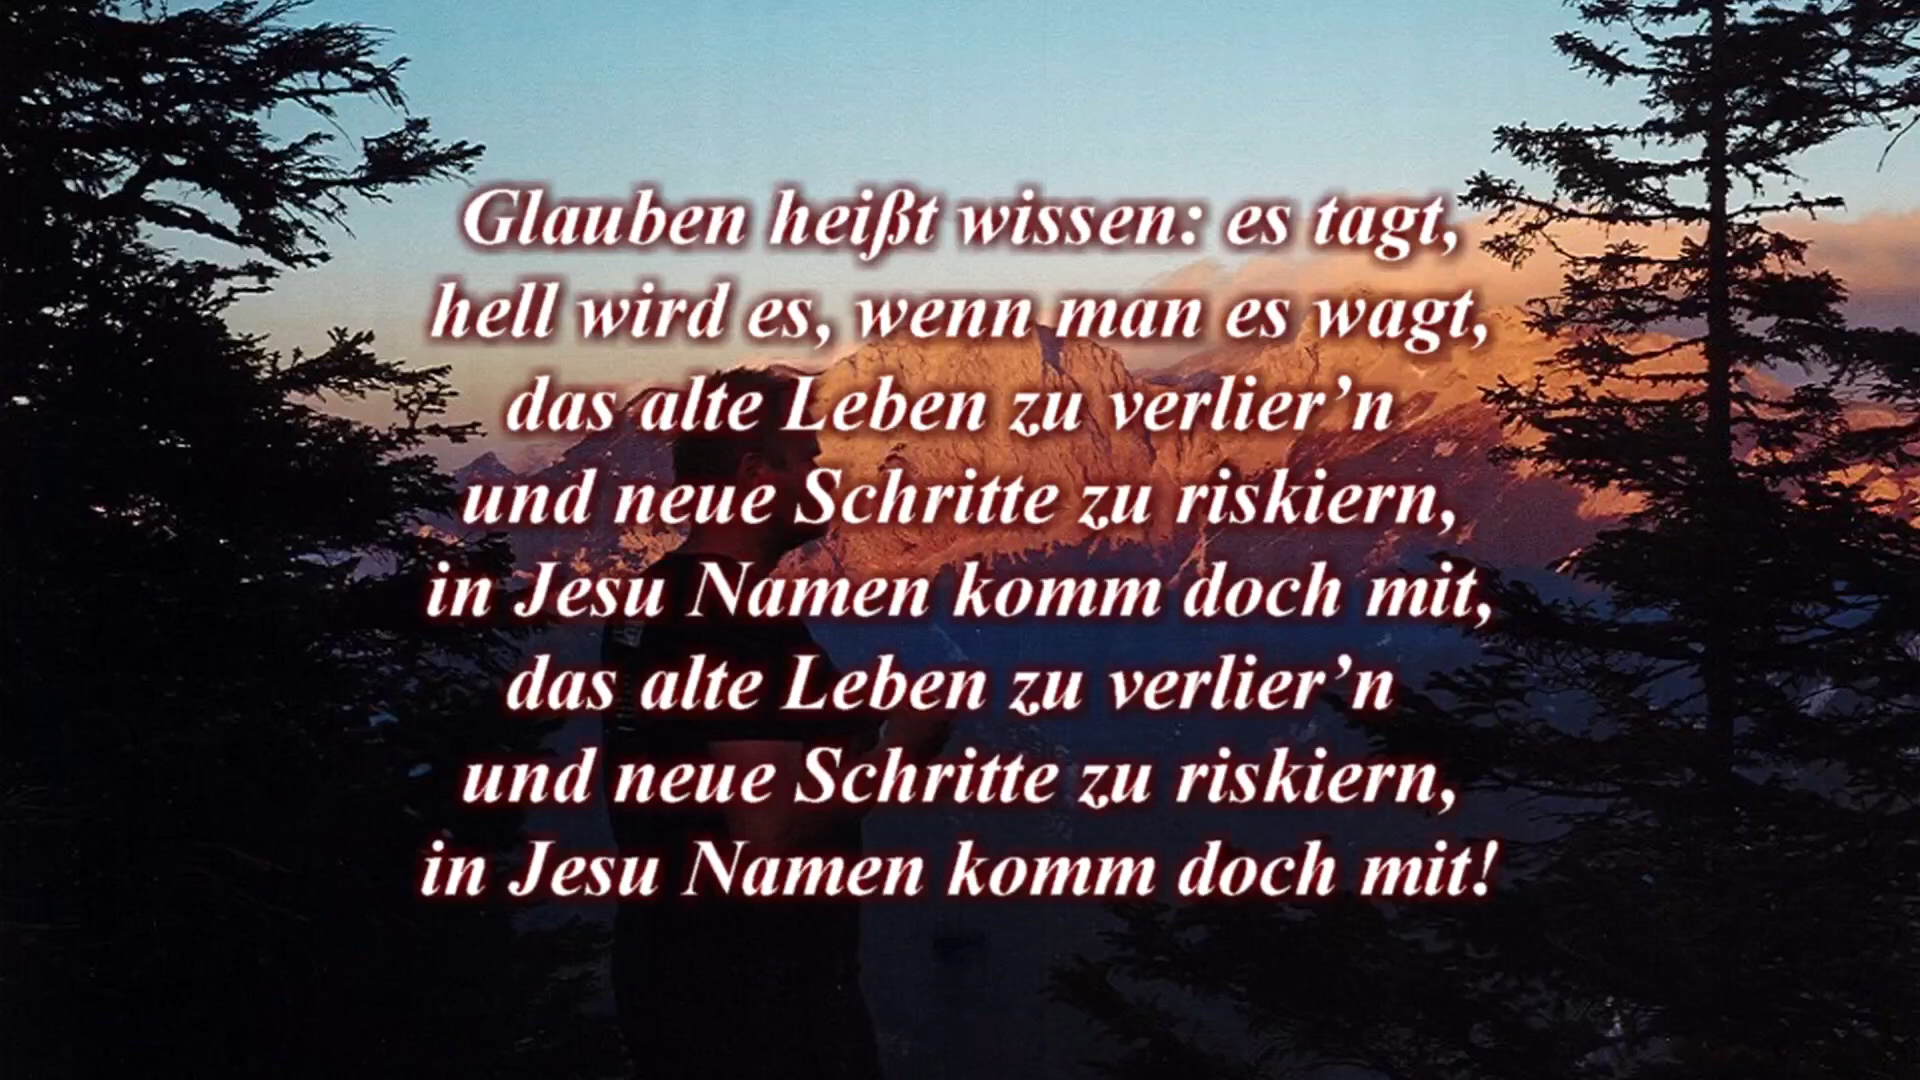 Glauben heißt wissen: es tagt,
hell wird es, wenn man es wagt,
das alte Leben zu verlier’n
und neue Schritte zu riskiern,
in Jesu Namen komm doch mit,
das alte Leben zu verlier’n
und neue Schritte zu riskiern,
in Jesu Namen komm doch mit!